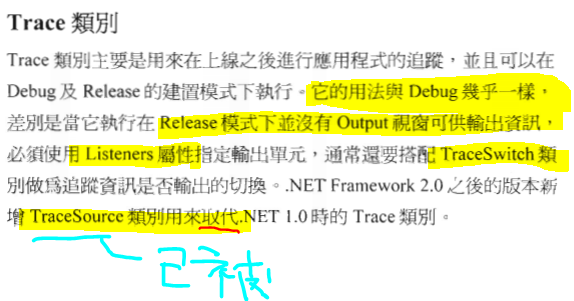 Trace 類別
Trace 類別主要是用來在上線之後進行應用程式的追蹤，並且可以在
Debug 及 Release 的建置模式下執行。它的用法與 Debug 幾乎一樣，
差別是當它執行在 Release 模式下並沒有 Output 視窗可供輸出資訊，
必須使用 Listeners 屬性指定輸出單元，通常還要搭配 TraceSwitch 類
別做為追蹤資訊是否輸出的切換。.NET Framework 2.0 之後的版本新
增 TraceSource 類別用來取代.NET 1.0 時的 Trace 類別。
已被